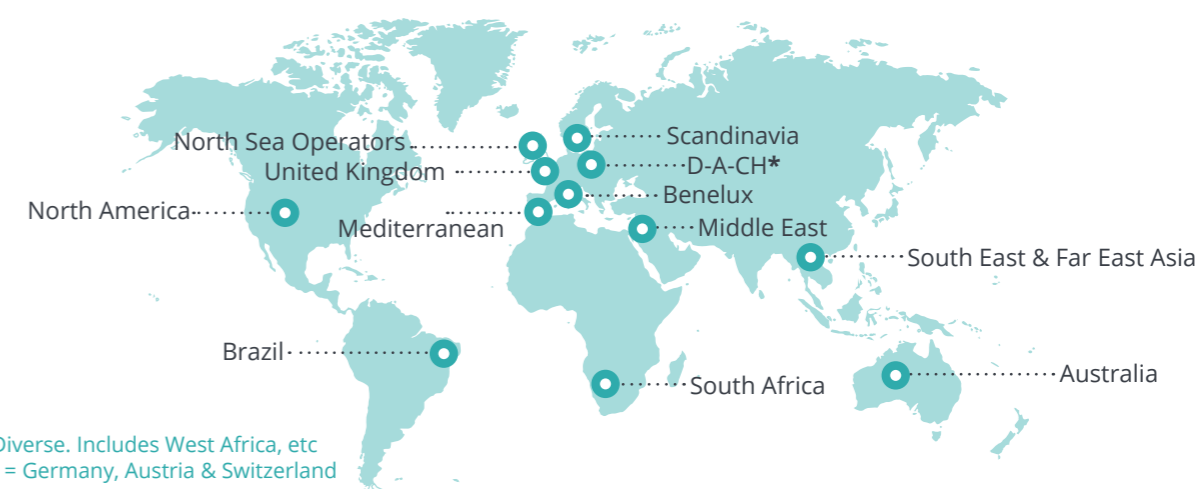 Scandinavia
North Sea Operators
D-A-CH*
United Kingdom
Benelux
North America
Mediterranean
Middle East
South East & Far East Asia
Brazil
Australia
South Africa
Diverse. Includes West Africa, etc
= Germany, Austria & Switzerland